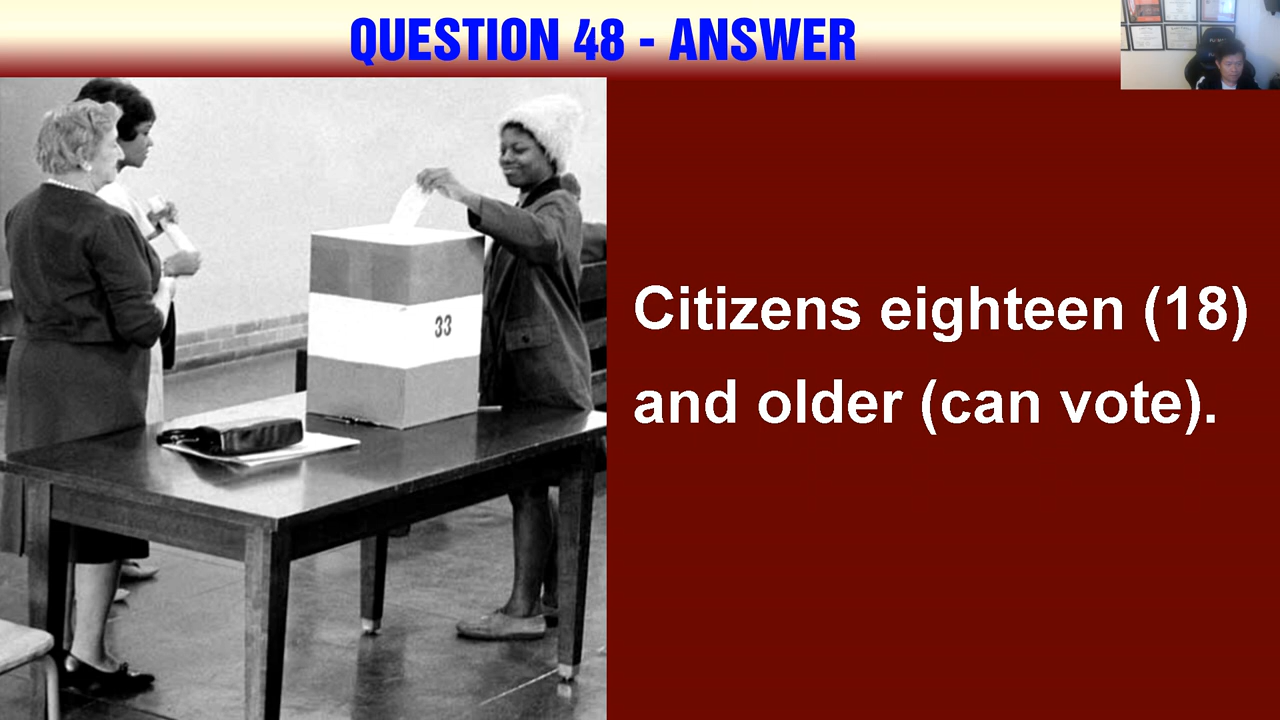 QUESTION 48 - ANSWER
33
Citizens eighteen (18)
and older (can vote).